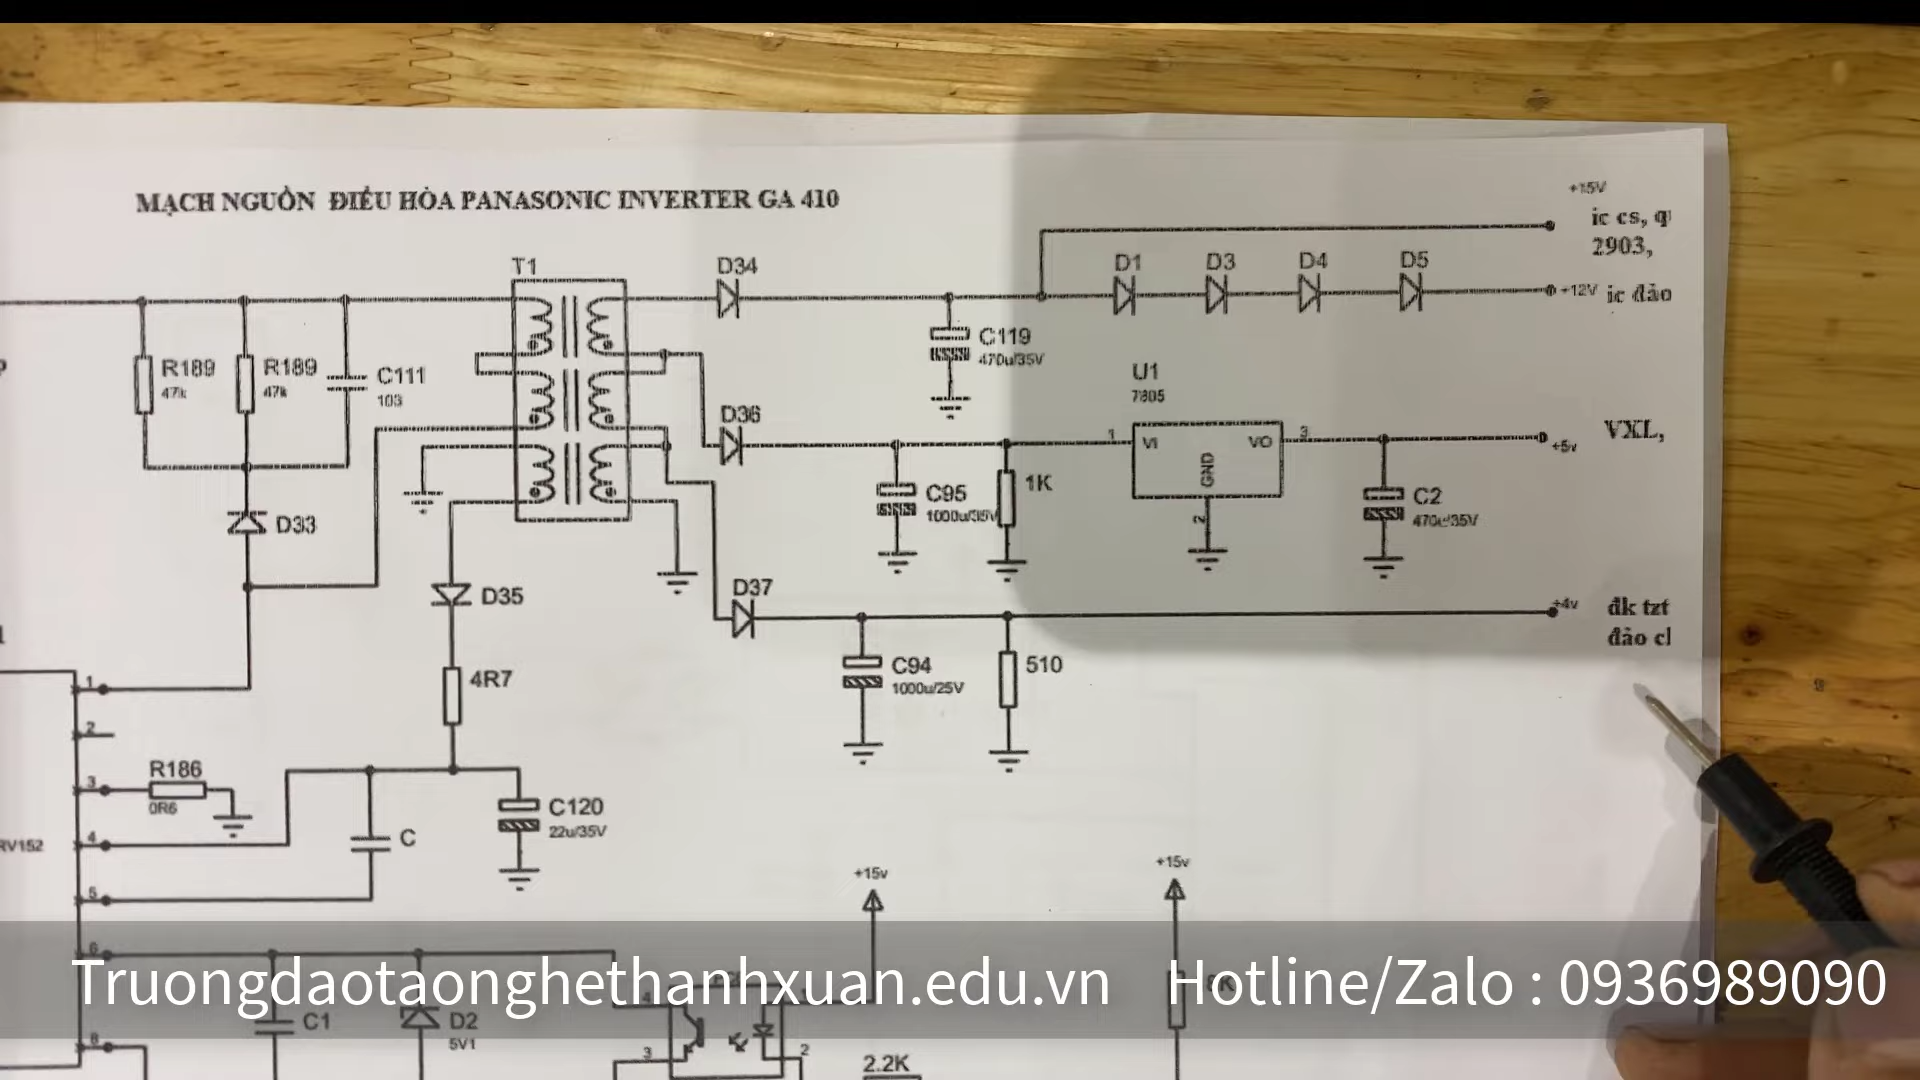 MẠCH NGUỒN ĐIỀU HÒA PANASONIC INVERTER GA 410
+15V
ic cs, q
2903,
T1
D34
D1
D3
D4
D5
+12V ic đảo
R189
47k
R189
47k
C111
103
C119
470u/35V
U1
7805
D36
1
VI
VO
3
GND
2
+5v
VXL,
C95
1000u/35V
1K
C2
470u/35V
D33
D35
D37
+4v
đk tzt
đảo cl
4R7
C94
1000u/25V
510
1
2
3
R186
0R6
4
RV152
C
C120
22u/35V
5
+15v
+15v
6
Truongdaotaonghethanhxuan.edu.vn Hotline/Zalo : 0936989090
4
C1
D2
5V1
8
3
2
2.2K